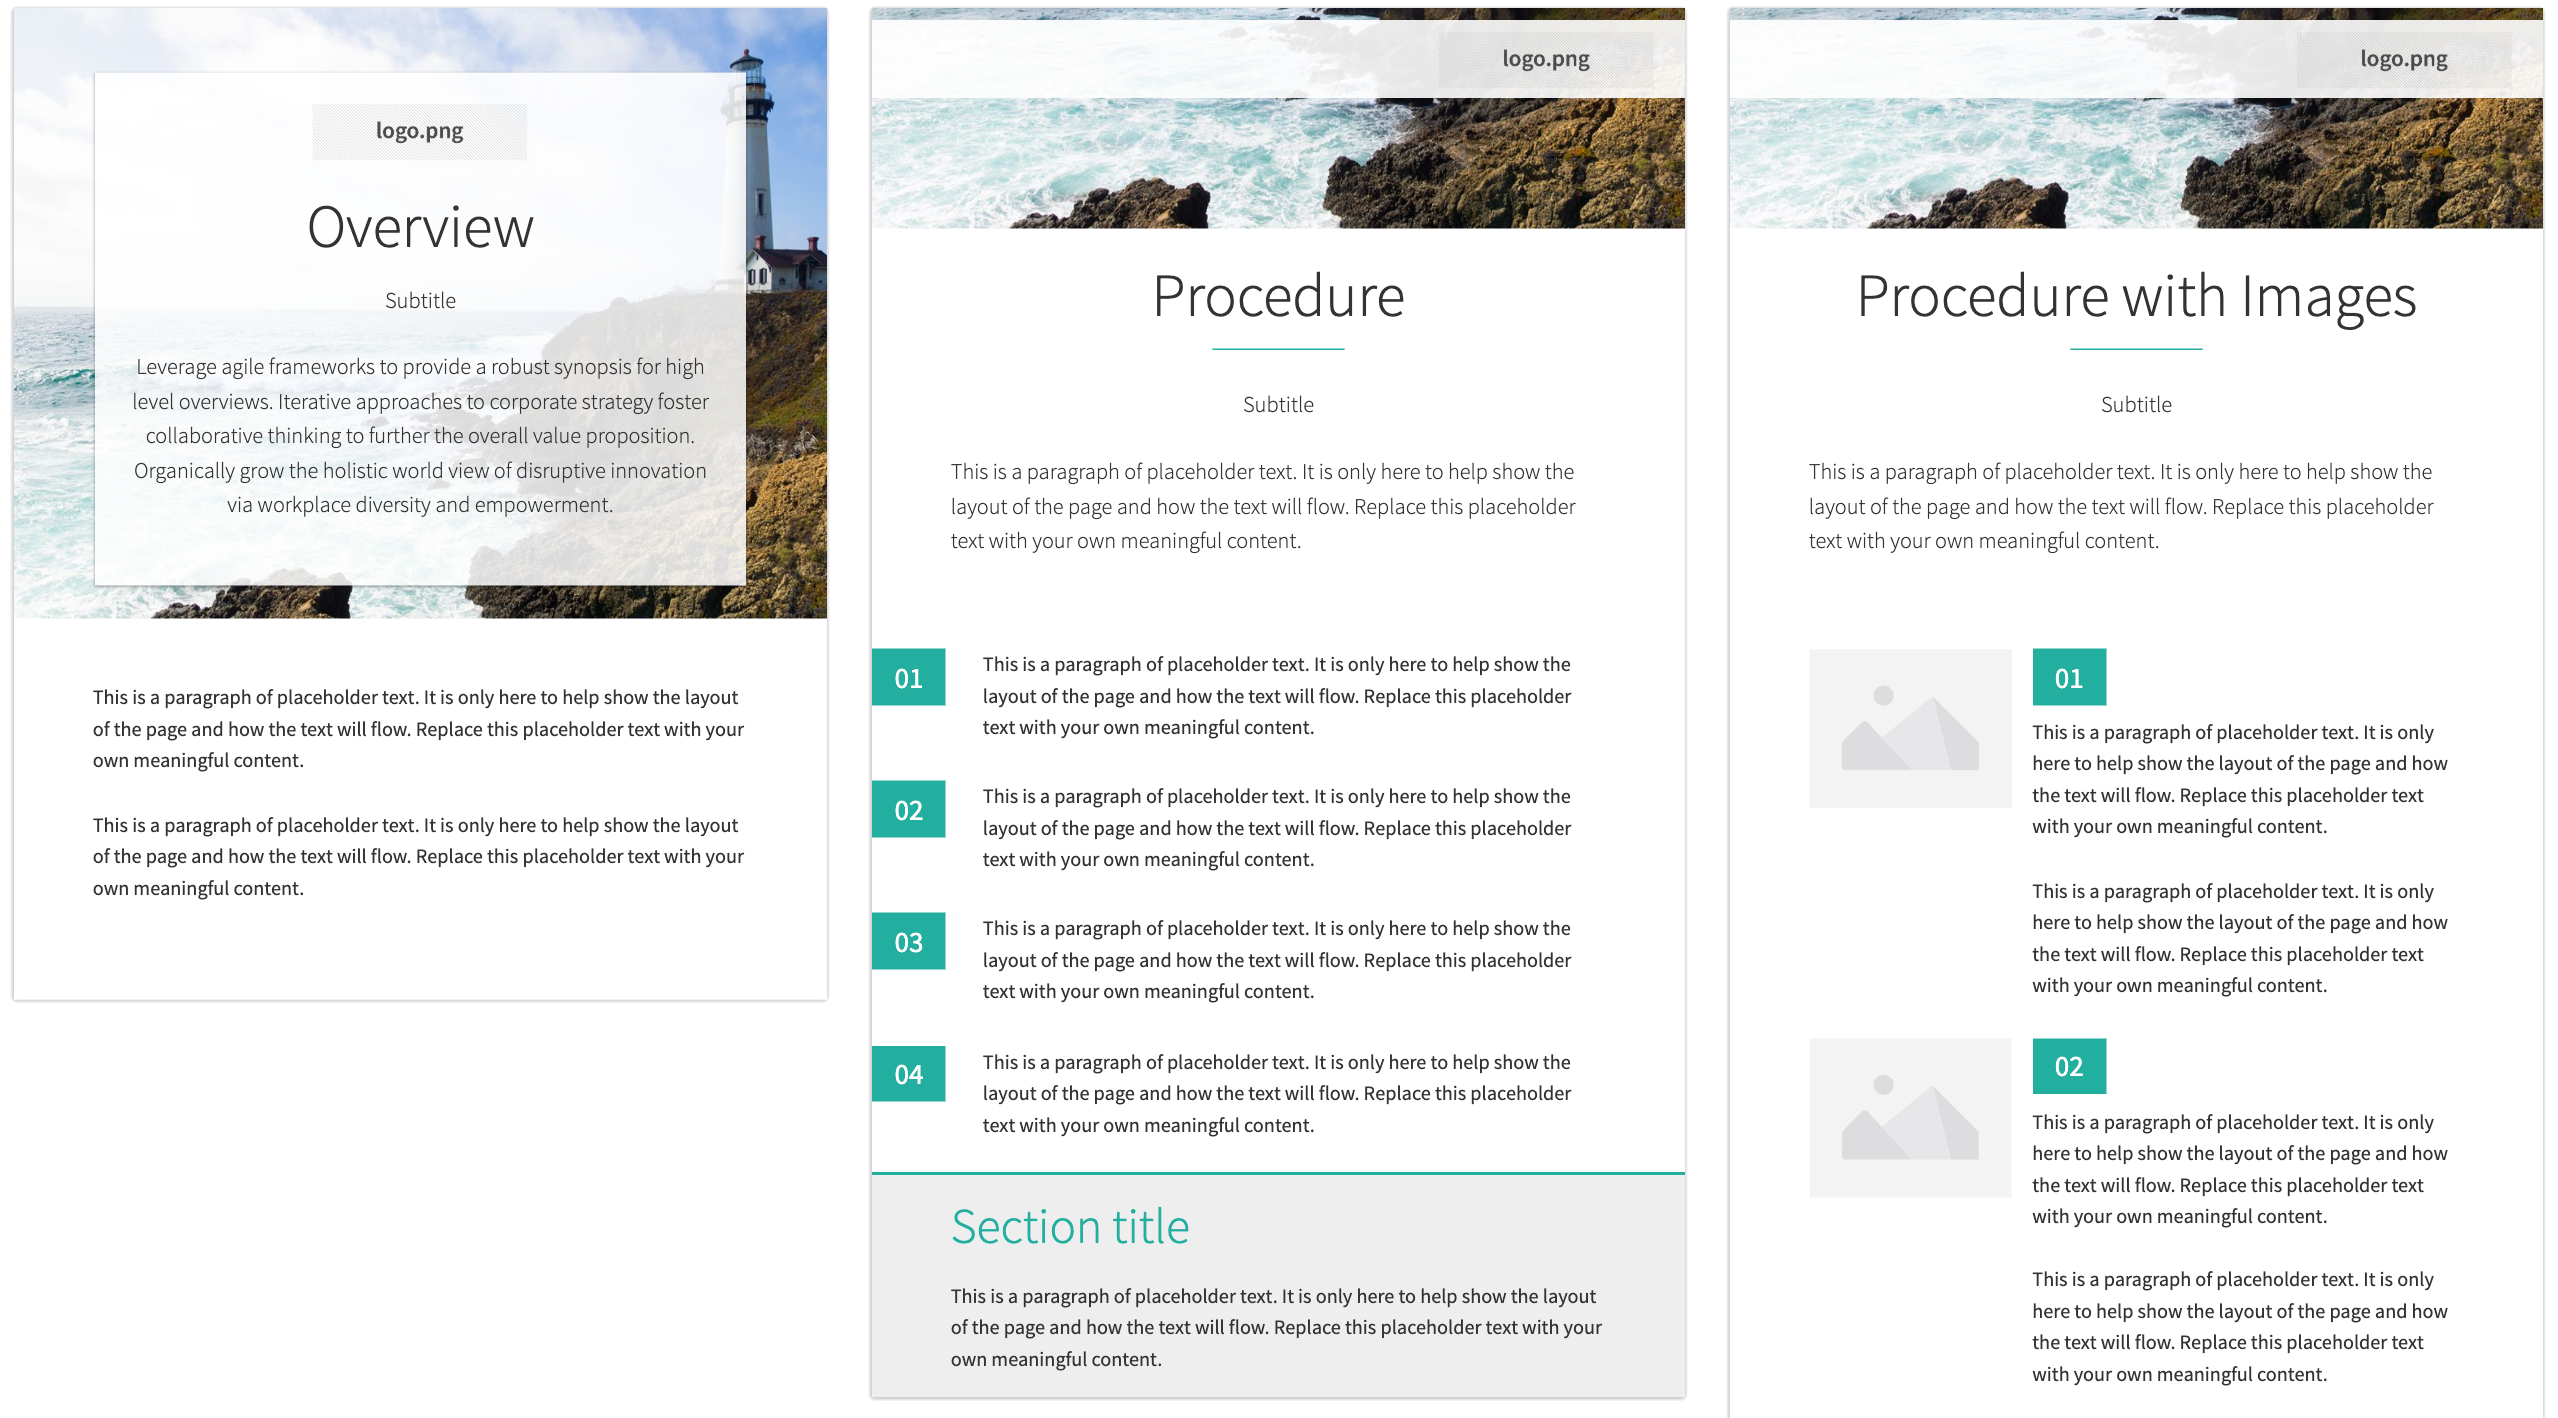 logo.png
Overview
Subtitle
Leverage agile frameworks to provide a robust synopsis for high
level overviews. Iterative approaches to corporate strategy foster
collaborative thinking to further the overall value proposition.
Organically grow the holistic world view of disruptive innovation
via workplace diversity and empowerment.
This is a paragraph of placeholder text. It is only here to help show the layout
of the page and how the text will flow. Replace this placeholder text with your
own meaningful content.
This is a paragraph of placeholder text. It is only here to help show the layout
of the page and how the text will flow. Replace this placeholder text with your
own meaningful content.
logo.png
Procedure
Subtitle
This is a paragraph of placeholder text. It is only here to help show the
layout of the page and how the text will flow. Replace this placeholder
text with your own meaningful content.
01
This is a paragraph of placeholder text. It is only here to help show the
layout of the page and how the text will flow. Replace this placeholder
text with your own meaningful content.
02
This is a paragraph of placeholder text. It is only here to help show the
layout of the page and how the text will flow. Replace this placeholder
text with your own meaningful content.
03
This is a paragraph of placeholder text. It is only here to help show the
layout of the page and how the text will flow. Replace this placeholder
text with your own meaningful content.
04
This is a paragraph of placeholder text. It is only here to help show the
layout of the page and how the text will flow. Replace this placeholder
text with your own meaningful content.
Section title
This is a paragraph of placeholder text. It is only here to help show the layout
of the page and how the text will flow. Replace this placeholder text with your
own meaningful content.
logo.png
Procedure with Images
Subtitle
This is a paragraph of placeholder text. It is only here to help show the
layout of the page and how the text will flow. Replace this placeholder
text with your own meaningful content.
01
This is a paragraph of placeholder text. It is only
here to help show the layout of the page and how
the text will flow. Replace this placeholder text
with your own meaningful content.
This is a paragraph of placeholder text. It is only
here to help show the layout of the page and how
the text will flow. Replace this placeholder text
with your own meaningful content.
02
This is a paragraph of placeholder text. It is only
here to help show the layout of the page and how
the text will flow. Replace this placeholder text
with your own meaningful content.
This is a paragraph of placeholder text. It is only
here to help show the layout of the page and how
the text will flow. Replace this placeholder text
with your own meaningful content.